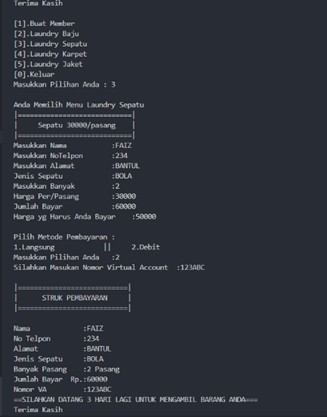 Terima Kasih
[1].Buat Member
[2].Laundry Baju
[3].Laundry Sepatu
[4].Laundry Karpet
[5].Laundry Jaket
[0].Keluar
Masukkan Pilihan Anda : 3
Anda Memilih Menu Laundry Sepatu
|===========================|
| Sepatu 30000/pasang |
|===========================|
Masukkan Nama :FAIZ
Masukkan NoTelpon :234
Masukkan Alamat :BANTUL
Jenis Sepatu :BOLA
Masukkan Banyak :2
Harga Per/Pasang :30000
Jumlah Bayar :60000
Harga yg Harus Anda Bayar :50000
Pilih Metode Pembayaran :
1.Langsung || 2.Debit
Masukkan Pilihan Anda :2
Silahkan Masukan Nomor Virtual Account :123ABC
|==========================|
| STRUK PEMBAYARAN |
|==========================|
Nama :FAIZ
No Telpon :234
Alamat :BANTUL
Jenis Sepatu :BOLA
Banyak Pasang :2 Pasang
Jumlah Bayar Rp.:60000
Nomor VA :123ABC
==SILAHKAN DATANG 3 HARI LAGI UNTUK MENGAMBIL BARANG ANDA===
Terima Kasih